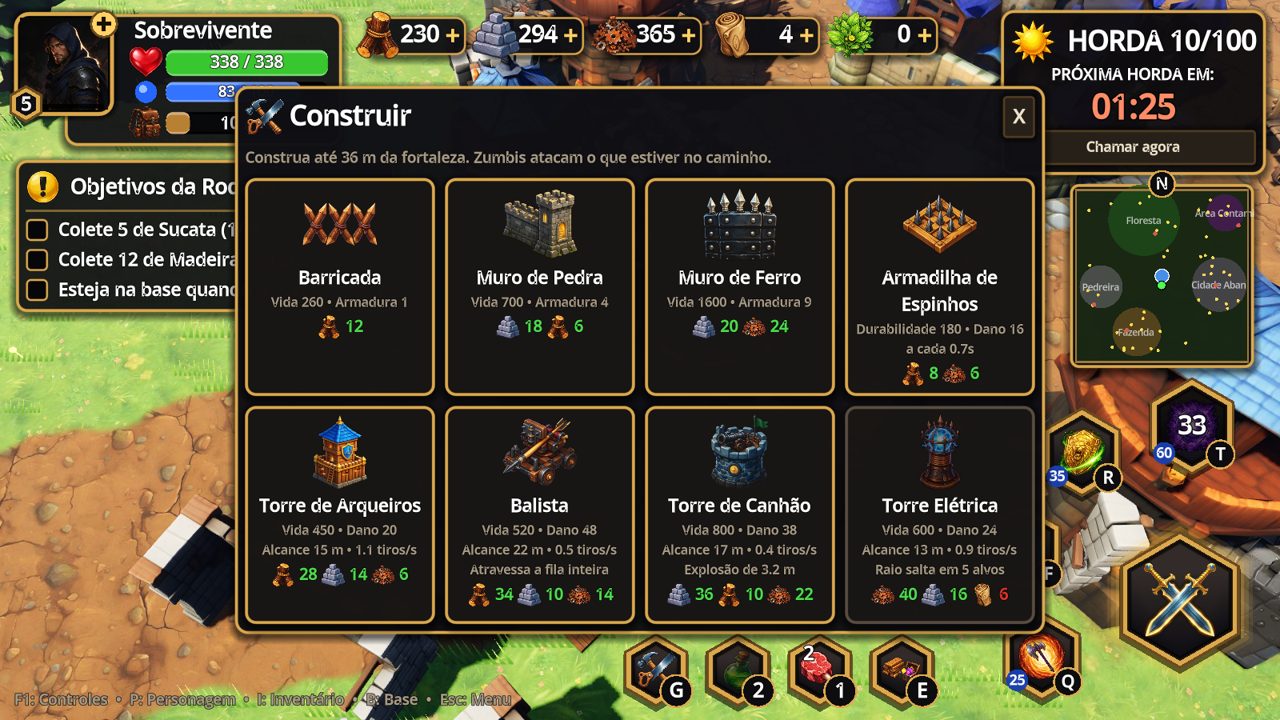 Sobrevivente
338 / 338
83
10
5
230 +
294 +
365 +
4 +
0 +
HORDA 10/100
PRÓXIMA HORDA EM:
01:25
Chamar agora
Objetivos da
Colete 5 de Sucata
Colete 12 de Madeira
Esteja na base
Construir
X
Construa até 36 m da fortaleza. Zumbis atacam o que estiver no caminho.
Barricada
Vida 260 • Armadura 1
12
Muro de Pedra
Vida 700 • Armadura 4
18 6
Muro de Ferro
Vida 1600 • Armadura 9
20 24
Armadilha de
Espinhos
Durabilidade 180 • Dano 16
a cada 0.7s
8 6
Torre de Arqueiros
Vida 450 • Dano 20
Alcance 15 m • 1.1 tiros/s
28 14 6
Balista
Vida 520 • Dano 48
Alcance 22 m • 0.5 tiros/s
Atravessa a fila inteira
34 10 14
Torre de Canhão
Vida 800 • Dano 38
Alcance 17 m • 0.4 tiros/s
Explosão de 3.2 m
36 10 22
Torre Elétrica
Vida 600 • Dano 24
Alcance 13 m • 0.9 tiros/s
Raio salta em 5 alvos
40 16 6
N
Floresta
Área Contam
Pedreira
Cidade Aban
Fazenda
33
60 T
35 R
F
25 Q
G
2
2
1
E
F1: Controles • P: Personagem • I: Inventário • B: Base • Esc: Menu